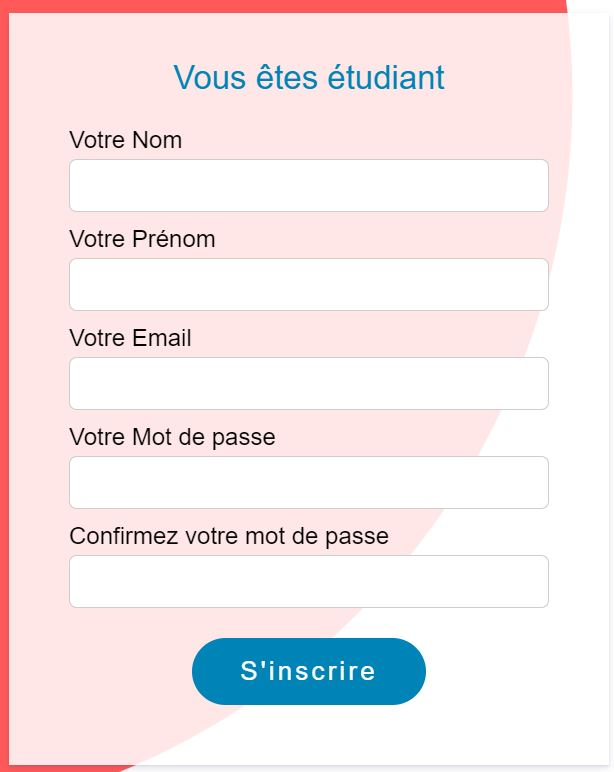 Vous êtes étudiant
Votre Nom
Votre Prénom
Votre Email
Votre Mot de passe
Confirmez votre mot de passe
S'inscrire